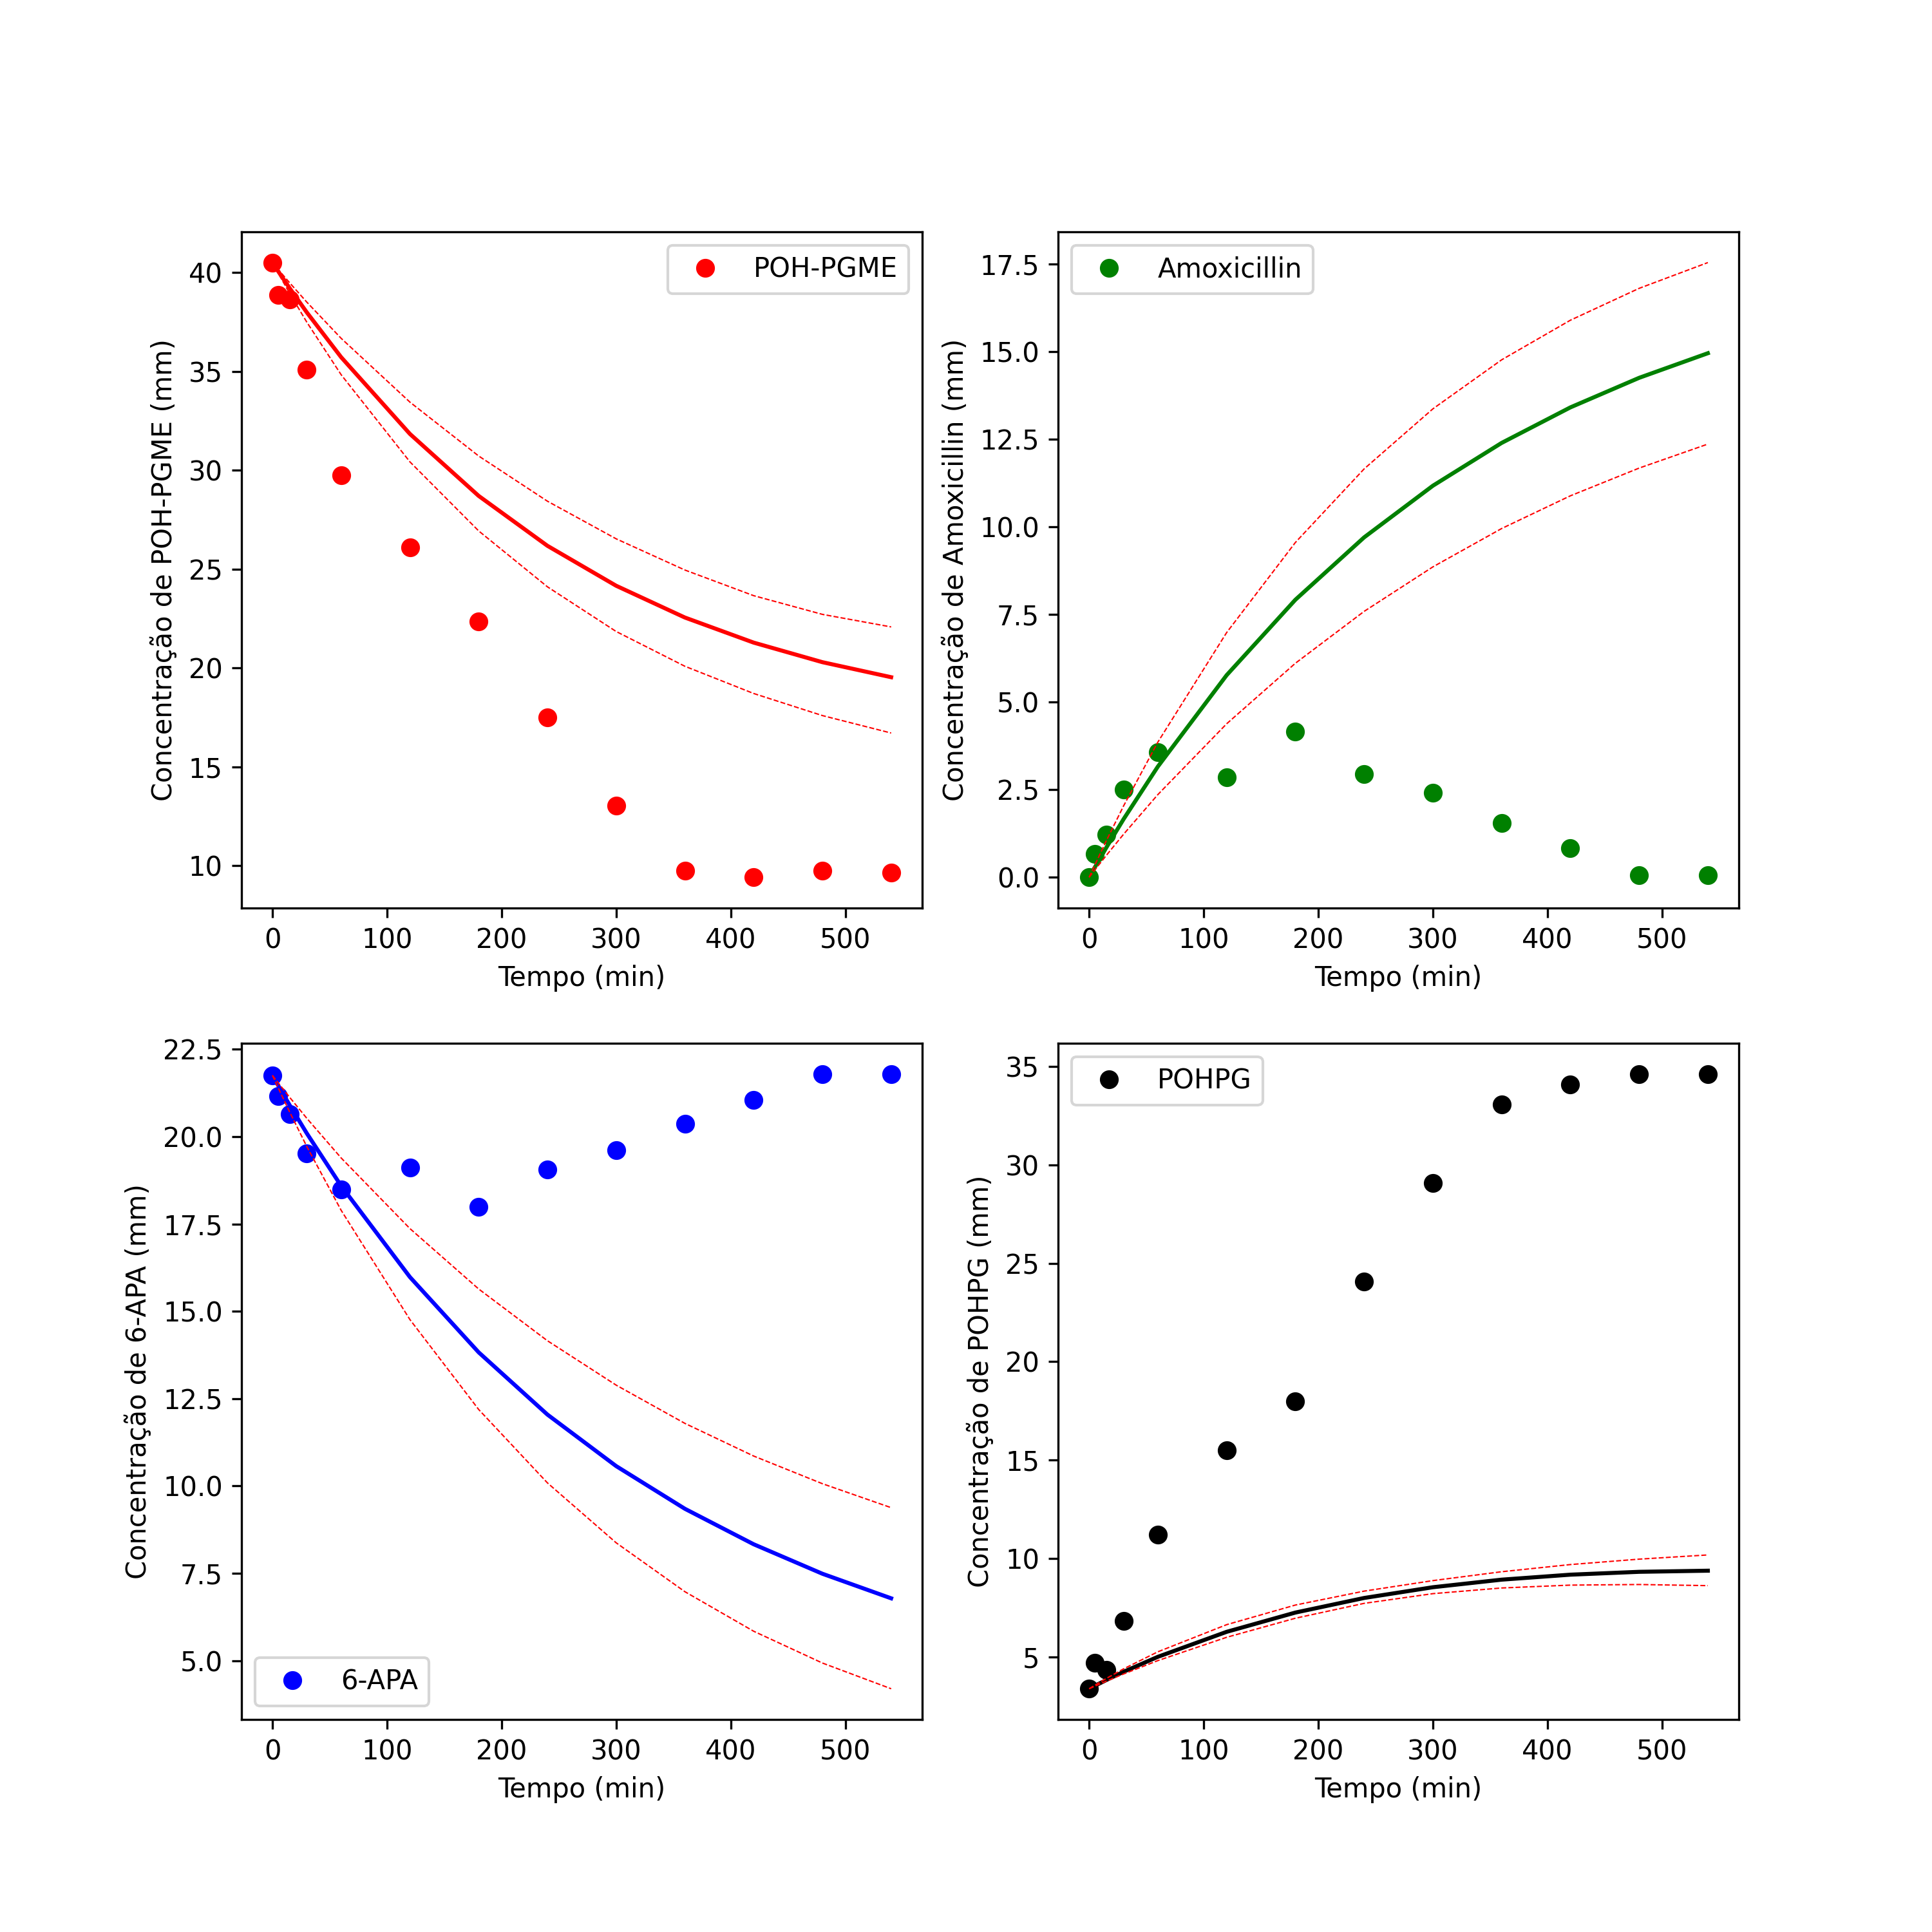 POH-PGME
Concentração de POH-PGME (mm)
40
35
30
25
20
15
10
0 100 200 300 400 500
Tempo (min)
Amoxicillin
Concentração de Amoxicillin (mm)
17.5
15.0
12.5
10.0
7.5
5.0
2.5
0.0
0 100 200 300 400 500
Tempo (min)
6-APA
Concentração de 6-APA (mm)
22.5
20.0
17.5
15.0
12.5
10.0
7.5
5.0
0 100 200 300 400 500
Tempo (min)
POHPG
Concentração de POHPG (mm)
35
30
25
20
15
10
5
0 100 200 300 400 500
Tempo (min)